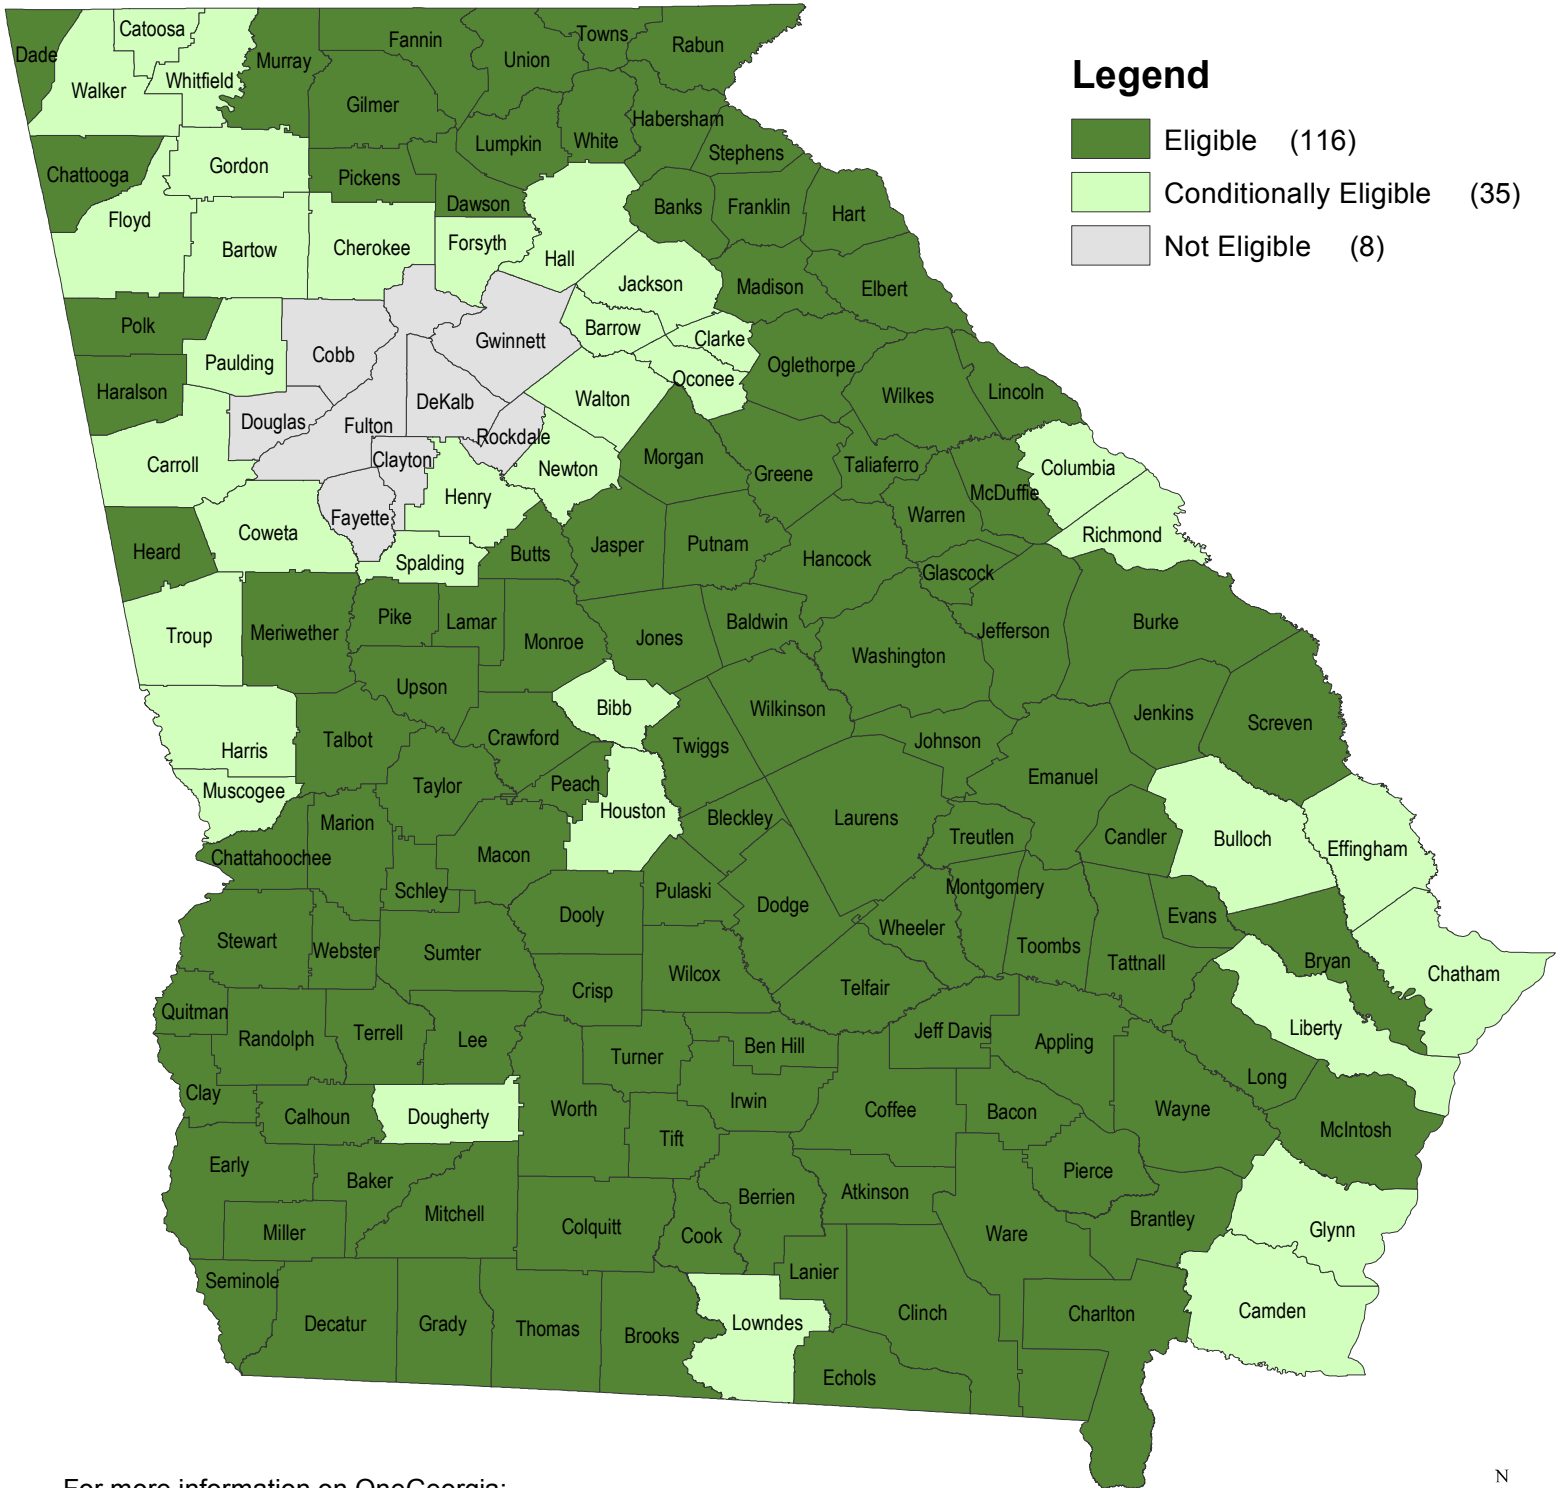 Legend
Eligible (116)
Conditionally Eligible (35)
Not Eligible (8)
Dade
Catoosa
Walker
Whitfield
Murray
Fannin
Union
Towns
Rabun
Gilmer
Lumpkin
White
Habersham
Stephens
Chattooga
Gordon
Pickens
Dawson
Banks
Franklin
Hart
Floyd
Bartow
Cherokee
Forsyth
Hall
Jackson
Madison
Elbert
Polk
Paulding
Cobb
Gwinnett
Barrow
Clarke
Oconee
Oglethorpe
Wilkes
Lincoln
Haralson
Douglas
Fulton
DeKalb
Rockdale
Walton
Carroll
Clayton
Henry
Newton
Morgan
Greene
Taliaferro
McDuffie
Columbia
Richmond
Warren
Heard
Coweta
Fayette
Spalding
Butts
Jasper
Putnam
Hancock
Glascock
Troup
Meriwether
Pike
Lamar
Monroe
Jones
Baldwin
Washington
Jefferson
Burke
Upson
Bibb
Wilkinson
Jenkins
Screven
Harris
Talbot
Crawford
Twiggs
Johnson
Emanuel
Muscogee
Taylor
Peach
Houston
Bleckley
Laurens
Treutlen
Candler
Bulloch
Effingham
Chattahoochee
Marion
Macon
Schley
Dooly
Pulaski
Dodge
Wheeler
Montgomery
Toombs
Tattnall
Evans
Bryan
Chatham
Stewart
Webster
Sumter
Crisp
Wilcox
Telfair
Jeff Davis
Appling
Liberty
Long
Quitman
Randolph
Terrell
Lee
Turner
Ben Hill
Irwin
Coffee
Bacon
Wayne
McIntosh
Clay
Calhoun
Dougherty
Worth
Tift
Early
Baker
Mitchell
Colquitt
Cook
Berrien
Atkinson
Pierce
Ware
Brantley
Glynn
Miller
Seminole
Decatur
Grady
Thomas
Brooks
Lowndes
Lanier
Clinch
Echols
Charlton
Camden
For more information on OneGeorgia:
N